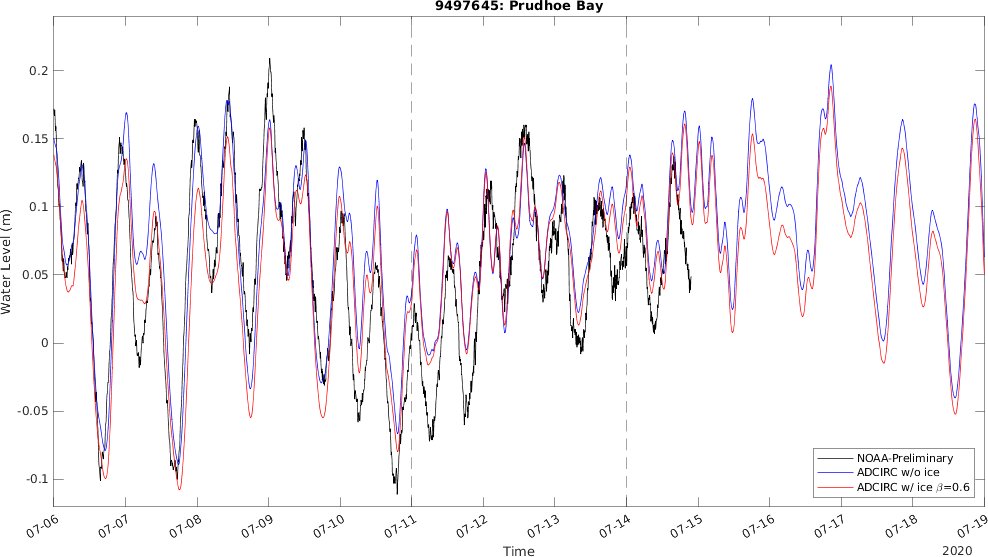 9497645: Prudhoe Bay
Water Level (m)
0.2
0.15
0.1
0.05
0
-0.05
-0.1
07-06 07-07 07-08 07-09 07-10 07-11 07-12 07-13 07-14 07-15 07-16 07-17 07-18 07-19
Time
2020
NOAA-Preliminary
ADCIRC w/o ice
ADCIRC w/ ice β=0.6